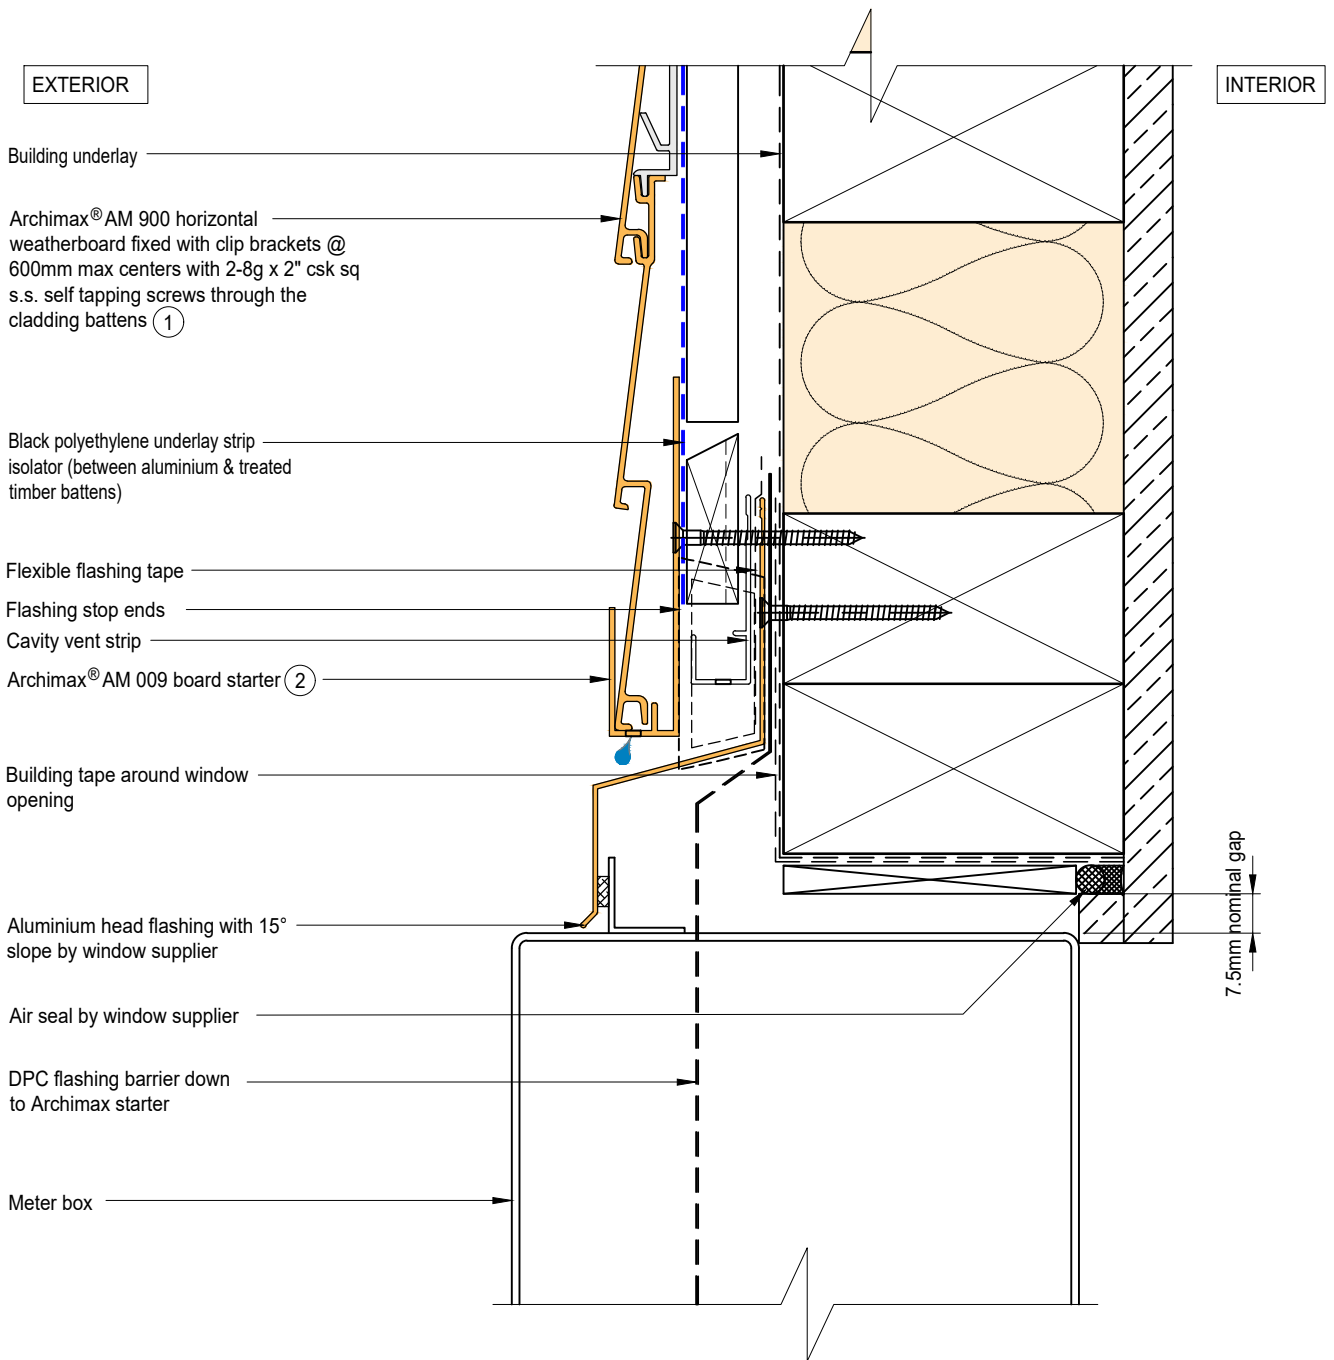 EXTERIOR
INTERIOR
Building underlay
Archimax® AM 900 horizontal
weatherboard fixed with clip brackets @
600mm max centers with 2-8g x 2" csk sq
s.s. self tapping screws through the
cladding battens 1
Black polyethylene underlay strip
isolator (between aluminium & treated
timber battens)
Flexible flashing tape
Flashing stop ends
Cavity vent strip
Archimax® AM 009 board starter 2
Building tape around window
opening
7.5mm nominal gap
Aluminium head flashing with 15°
slope by window supplier
Air seal by window supplier
DPC flashing barrier down
to Archimax starter
Meter box